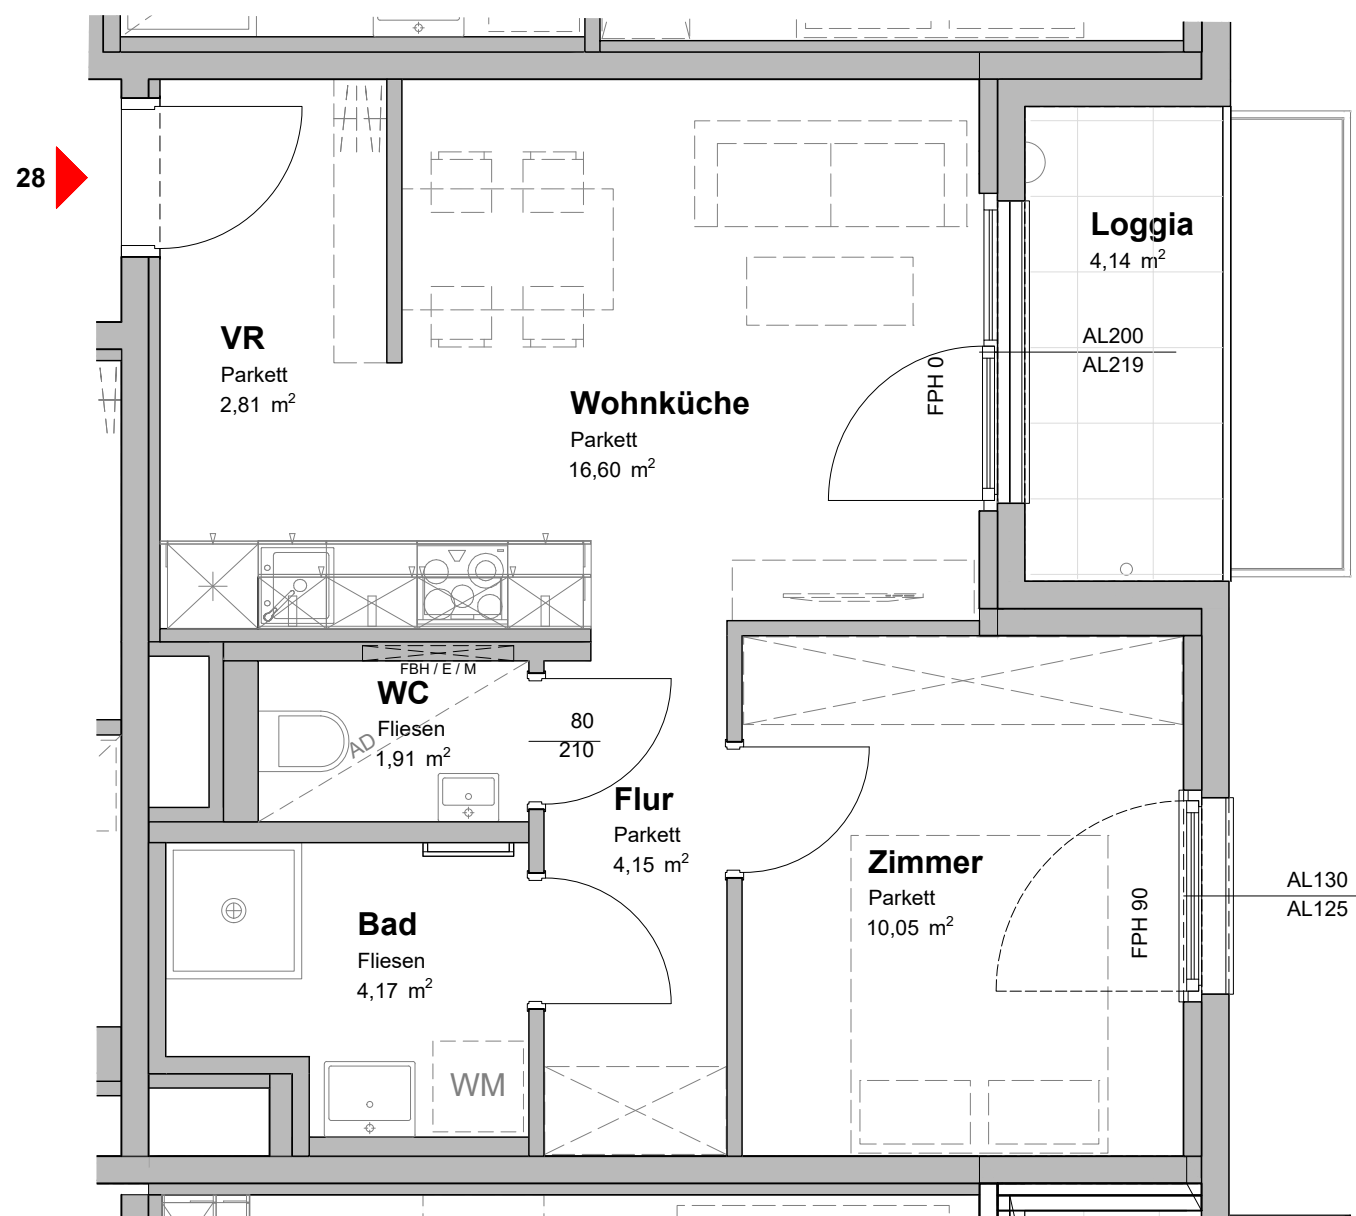 28
Loggia
4,14 m²
AL200
AL219
VR
Parkett
2,81 m²
FPH 0
Wohnküche
Parkett
16,60 m²
FBH / E / M
WC
Fliesen
1,91 m²
AD
80
210
Flur
Parkett
4,15 m²
Zimmer
Parkett
10,05 m²
FPH 90
AL130
AL125
Bad
Fliesen
4,17 m²
WM